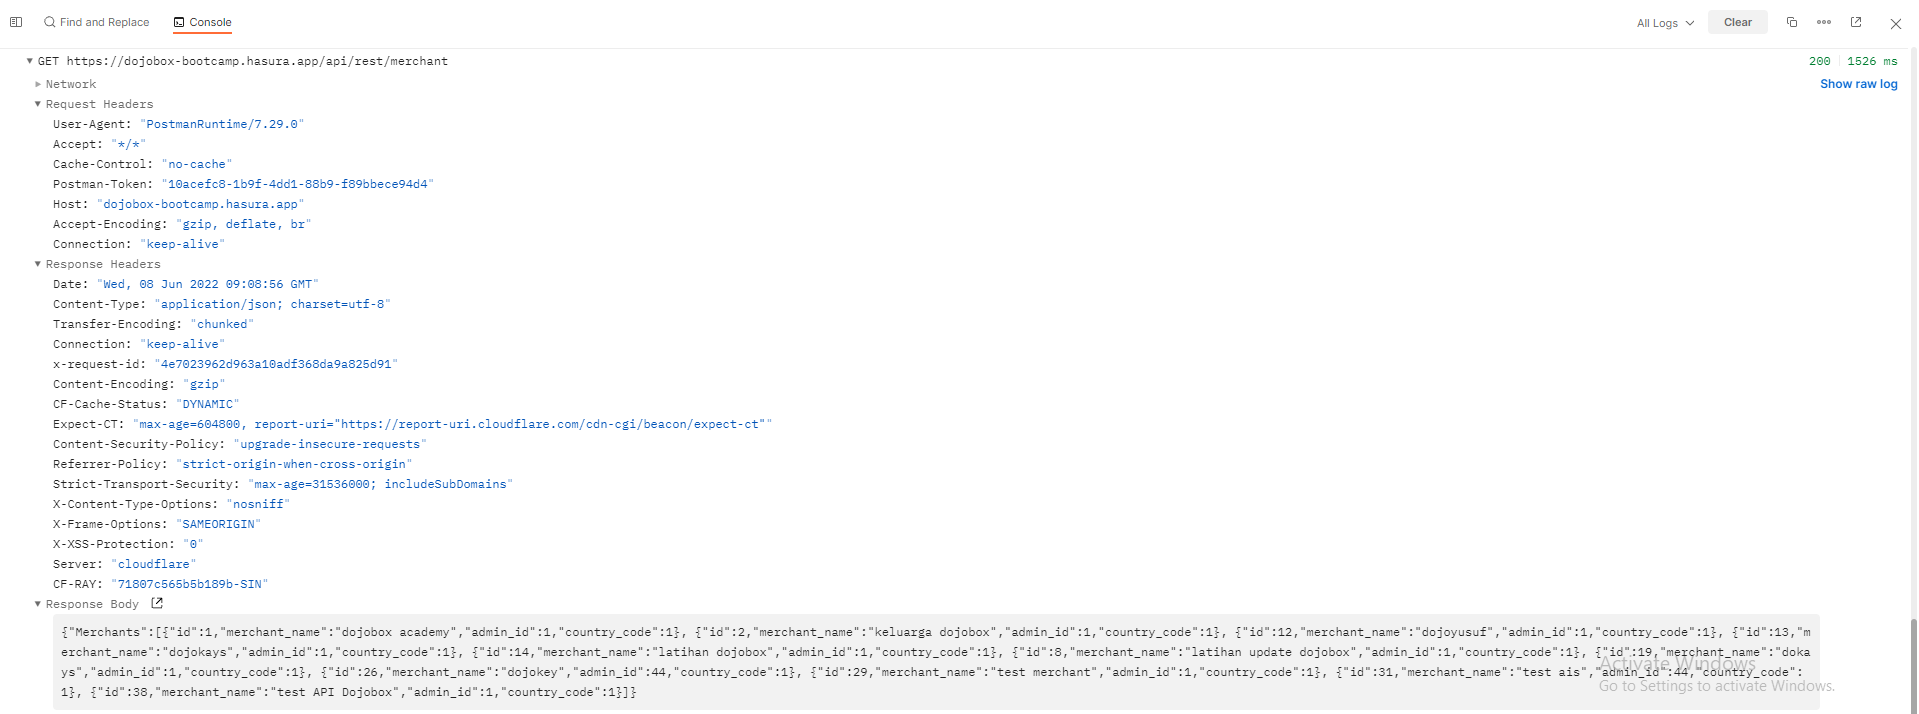 Find and Replace Console All Logs Clear
GET https://dojobox-bootcamp.hasura.app/api/rest/merchant 200 1526 ms
Network Show raw log
Request Headers
User-Agent: "PostmanRuntime/7.29.0"
Accept: "*/*"
Cache-Control: "no-cache"
Postman-Token: "10acefc8-1b9f-4dd1-88b9-f89bbece94d4"
Host: "dojobox-bootcamp.hasura.app"
Accept-Encoding: "gzip, deflate, br"
Connection: "keep-alive"
Response Headers
Date: "Wed, 08 Jun 2022 09:08:56 GMT"
Content-Type: "application/json; charset=utf-8"
Transfer-Encoding: "chunked"
Connection: "keep-alive"
x-request-id: "4e7023962d963a10adf368da9a825d91"
Content-Encoding: "gzip"
CF-Cache-Status: "DYNAMIC"
Expect-CT: "max-age=604800, report-uri="https://report-uri.cloudflare.com/cdn-cgi/beacon/expect-ct""
Content-Security-Policy: "upgrade-insecure-requests"
Referrer-Policy: "strict-origin-when-cross-origin"
Strict-Transport-Security: "max-age=31536000; includeSubDomains"
X-Content-Type-Options: "nosniff"
X-Frame-Options: "SAMEORIGIN"
X-XSS-Protection: "0"
Server: "cloudflare"
CF-RAY: "71807c565b5b189b-SIN"
Response Body
{"Merchants":[{"id":1,"merchant_name":"dojobox academy","admin_id":1,"country_code":1}, {"id":2,"merchant_name":"keluarga dojobox","admin_id":1,"country_code":1}, {"id":12,"merchant_name":"dojoyusuf","admin_id":1,"country_code":1}, {"id":13,"m
erchant_name":"dojokays","admin_id":1,"country_code":1}, {"id":14,"merchant_name":"latihan dojobox","admin_id":1,"country_code":1}, {"id":8,"merchant_name":"latihan update dojobox","admin_id":1,"country_code":1}, {"id":19,"merchant_name":"doka
ys","admin_id":1,"country_code":1}, {"id":26,"merchant_name":"dojokey","admin_id":44,"country_code":1}, {"id":29,"merchant_name":"test merchant","admin_id":1,"country_code":1}, {"id":31,"merchant_name":"test ais","admin_id":44,"country_code":
1}, {"id":38,"merchant_name":"test API Dojobox","admin_id":1,"country_code":1}]}
Activate Windows
Go to Settings to activate Windows.